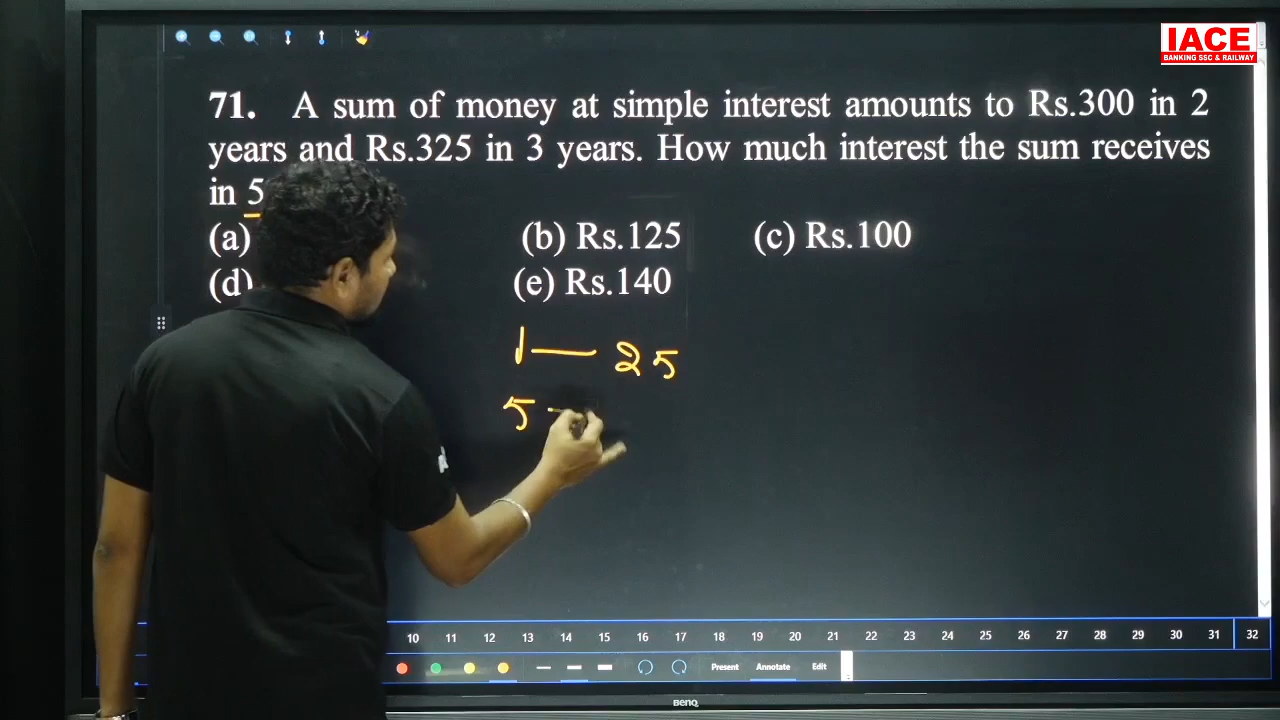 IACE
BANKING SSC & RAILWAY
71. A sum of money at simple interest amounts to Rs.300 in 2
years and Rs.325 in 3 years. How much interest the sum receives
in 5
(a) (b) Rs.125 (c) Rs.100
(d) (e) Rs.140
1 — 25
5 —
10 11 12 13 14 15 16 17 18 19 20 21 22 23 24 25 26 27 28 29 30 31 32
Present Annotate Edit
BENQ